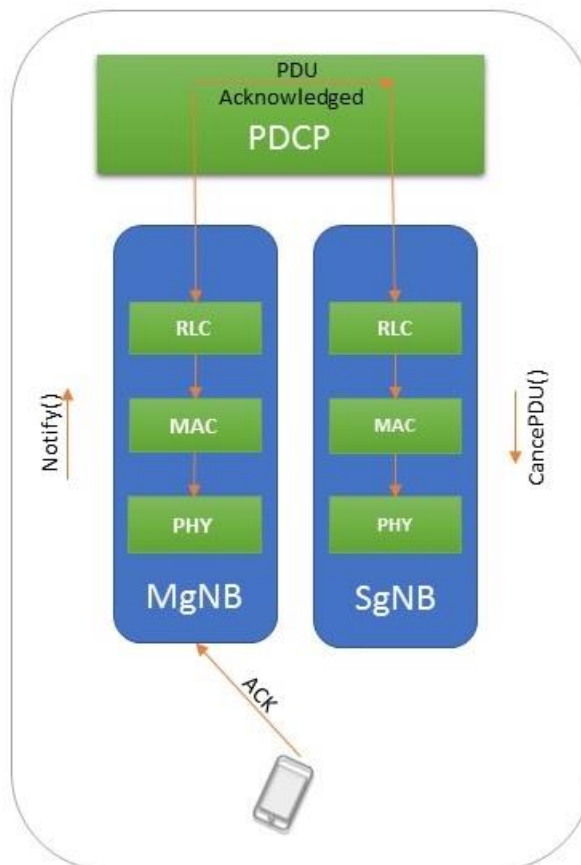 PDU
Acknowledged
PDCP
RLC
RLC
MAC
MAC
PHY
PHY
MgNB
SgNB
Notify()
CancePDU()
ACK